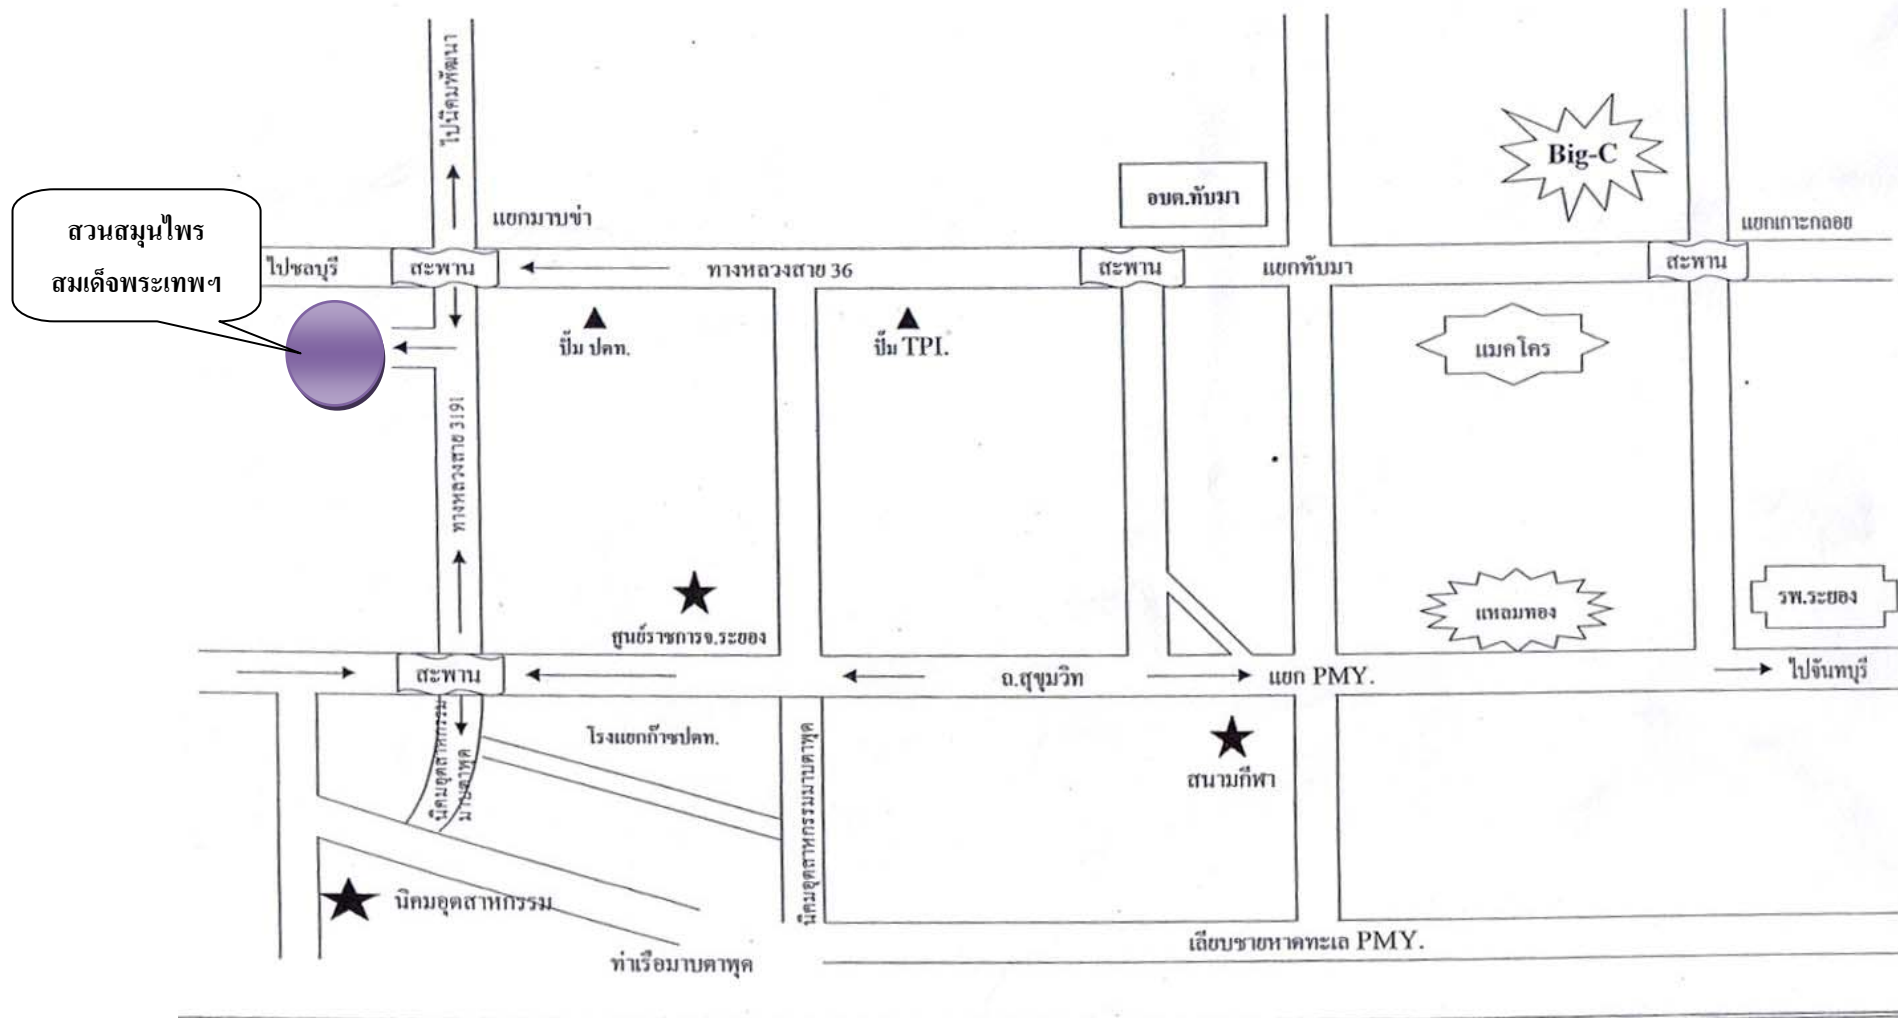 ไปนิคมพัฒนา
Big-C
อบต.ทับมา
สวนสมุนไพร
สมเด็จพระเทพฯ
แยกมาบข่า
แยกเกาะกลอย
ไปชลบุรี
สะพาน
ทางหลวงสาย 36
สะพาน
แยกทับมา
สะพาน
ปั๊ม ปตท.
ปั๊ม TPI.
แมคโคร
ทางหลวงสาย 3191
ศูนย์ราชการจ.ระยอง
แหลมทอง
รพ.ระยอง
สะพาน
ถ.สุขุมวิท
แยก PMY.
ไปจันทบุรี
นิคมอุตสาหกรรม
มาบตาพุด
โรงแยกก๊าซปตท.
นิคมอุตสาหกรรมมาบตาพุด
สนามกีฬา
นิคมอุตสาหกรรม
ท่าเรือมาบตาพุด
เลียบชายหาดทะเล PMY.